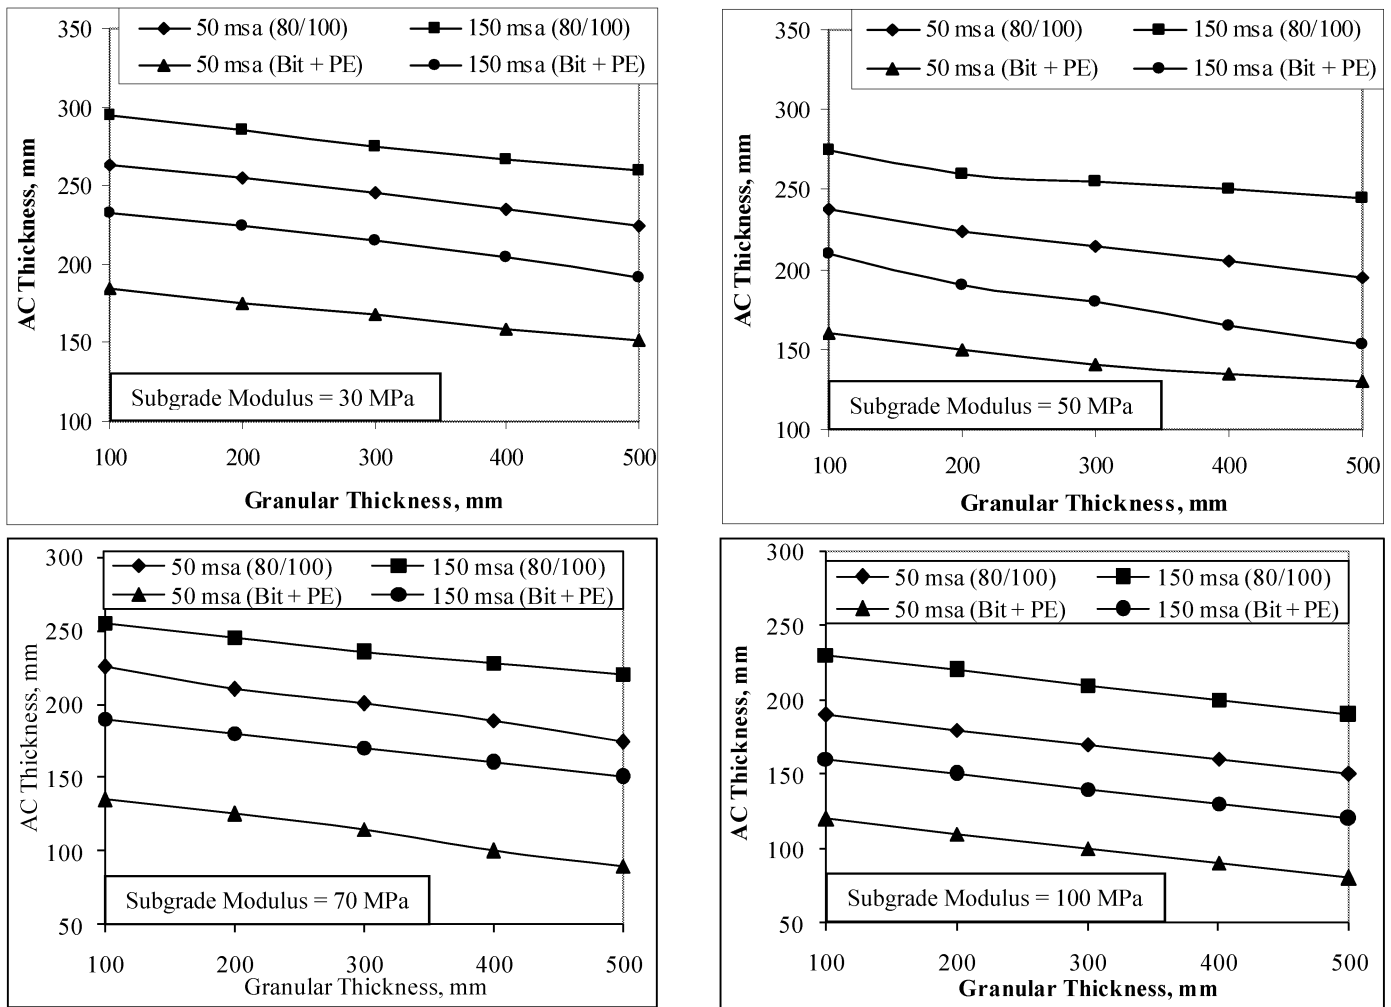 50 msa (80/100) 150 msa (80/100)
50 msa (Bit + PE) 150 msa (Bit + PE)
350
300
250
200
150
100
AC Thickness, mm
Subgrade Modulus = 30 MPa
100 200 300 400 500
Granular Thickness, mm
50 msa (80/100) 150 msa (80/100)
50 msa (Bit + PE) 150 msa (Bit + PE)
350
300
250
200
150
100
AC Thickness, mm
Subgrade Modulus = 50 MPa
100 200 300 400 500
Granular Thickness, mm
50 msa (80/100) 150 msa (80/100)
50 msa (Bit + PE) 150 msa (Bit + PE)
300
250
200
150
100
50
AC Thickness, mm
Subgrade Modulus = 70 MPa
100 200 300 400 500
Granular Thickness, mm
50 msa (80/100) 150 msa (80/100)
50 msa (Bit + PE) 150 msa (Bit + PE)
300
250
200
150
100
50
AC Thickness, mm
Subgrade Modulus = 100 MPa
100 200 300 400 500
Granular Thickness, mm